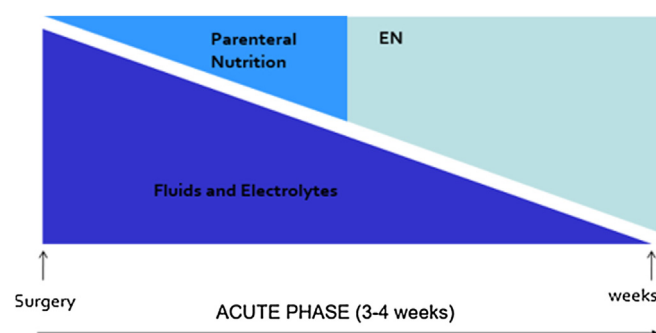 Parenteral EN
Nutrition
Fluids and Electrolytes
Surgery
weeks
ACUTE PHASE (3-4 weeks)